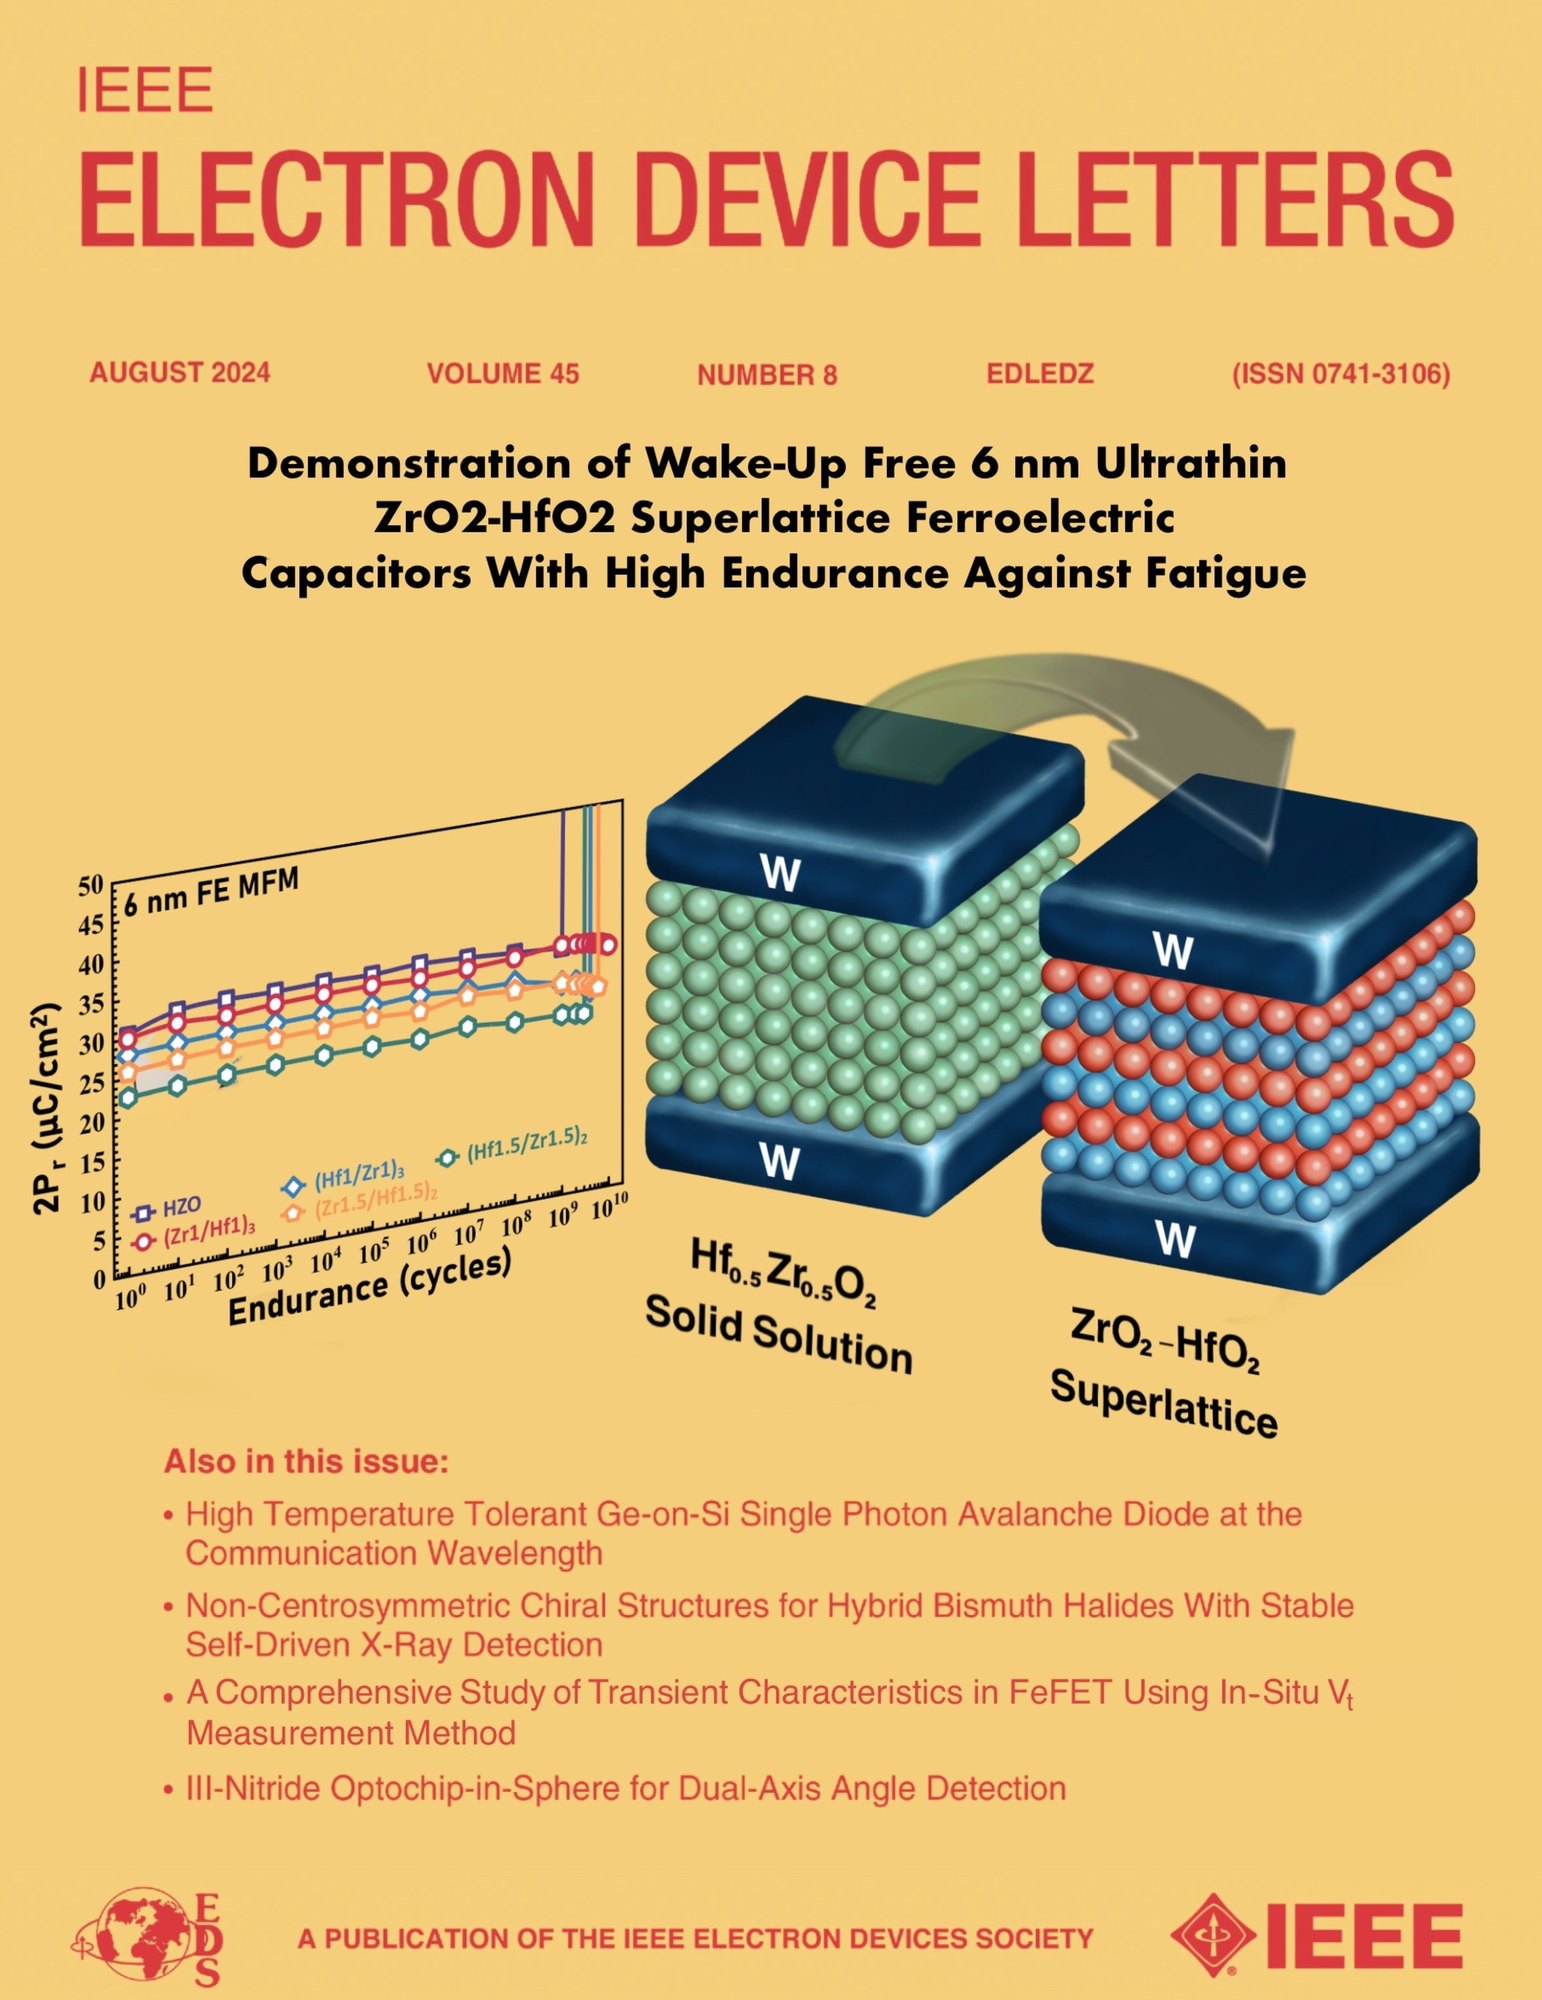 IEEE
ELECTRON DEVICE LETTERS
AUGUST 2024 VOLUME 45 NUMBER 8 EDLEDZ (ISSN 0741-3106)
Demonstration of Wake-Up Free 6 nm Ultrathin
ZrO2-HfO2 Superlattice Ferroelectric
Capacitors With High Endurance Against Fatigue
50
45
40
35
30
25
20
15
10
5
0
2Pr (μC/cm²)
6 nm FE MFM
HZO
(Zr1/Hf1)₃
(Hf1/Zr1)₃
(Zr1.5/Hf1.5)₂
(Hf1.5/Zr1.5)₂
10⁰ 10¹ 10² 10³ 10⁴ 10⁵ 10⁶ 10⁷ 10⁸ 10⁹ 10¹⁰
Endurance (cycles)
W
W
Hf₀.₅Zr₀.₅O₂
Solid Solution
W
W
ZrO₂-HfO₂
Superlattice
Also in this issue:
• High Temperature Tolerant Ge-on-Si Single Photon Avalanche Diode at the
Communication Wavelength
• Non-Centrosymmetric Chiral Structures for Hybrid Bismuth Halides With Stable
Self-Driven X-Ray Detection
• A Comprehensive Study of Transient Characteristics in FeFET Using In-Situ Vt
Measurement Method
• III-Nitride Optochip-in-Sphere for Dual-Axis Angle Detection
EDS
A PUBLICATION OF THE IEEE ELECTRON DEVICES SOCIETY
IEEE
®